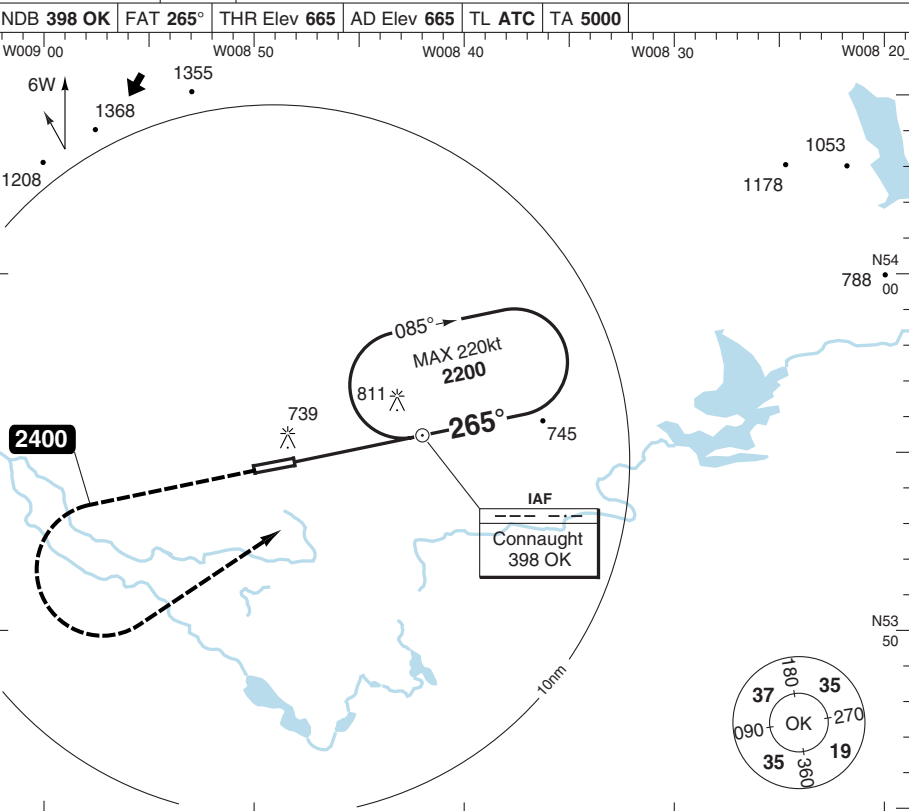 NDB 398 OK FAT 265° THR Elev 665 AD Elev 665 TL ATC TA 5000
W009 00 W008 50 W008 40 W008 30 W008 20
6W
1355
1368
1208
1053
1178
N54
00
788
085°
MAX 220kt
2200
811
265°
739
745
2400
IAF
Connaught
398 OK
N53
50
10nm
180
37
35
090
OK
270
35
19
360